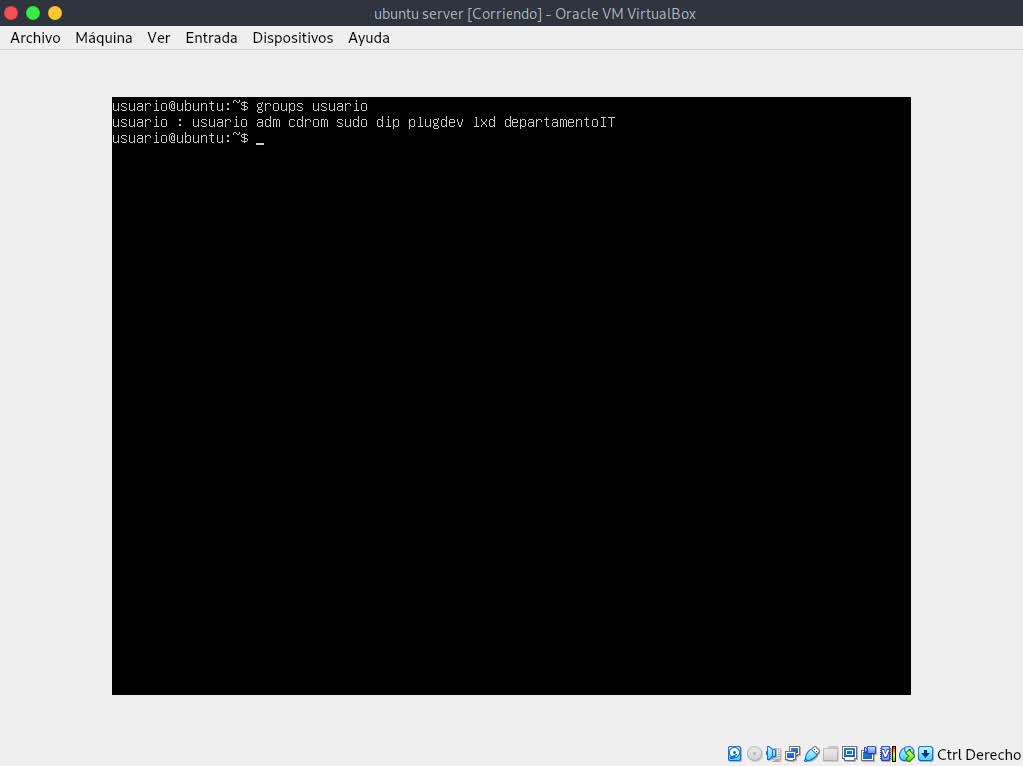 ubuntu server [Corriendo] - Oracle VM VirtualBox
Archivo Máquina Ver Entrada Dispositivos Ayuda
usuario@ubuntu:~$ groups usuario
usuario : usuario adm cdrom sudo dip plugdev lxd departamentoIT
usuario@ubuntu:~$ _
Ctrl Derecho